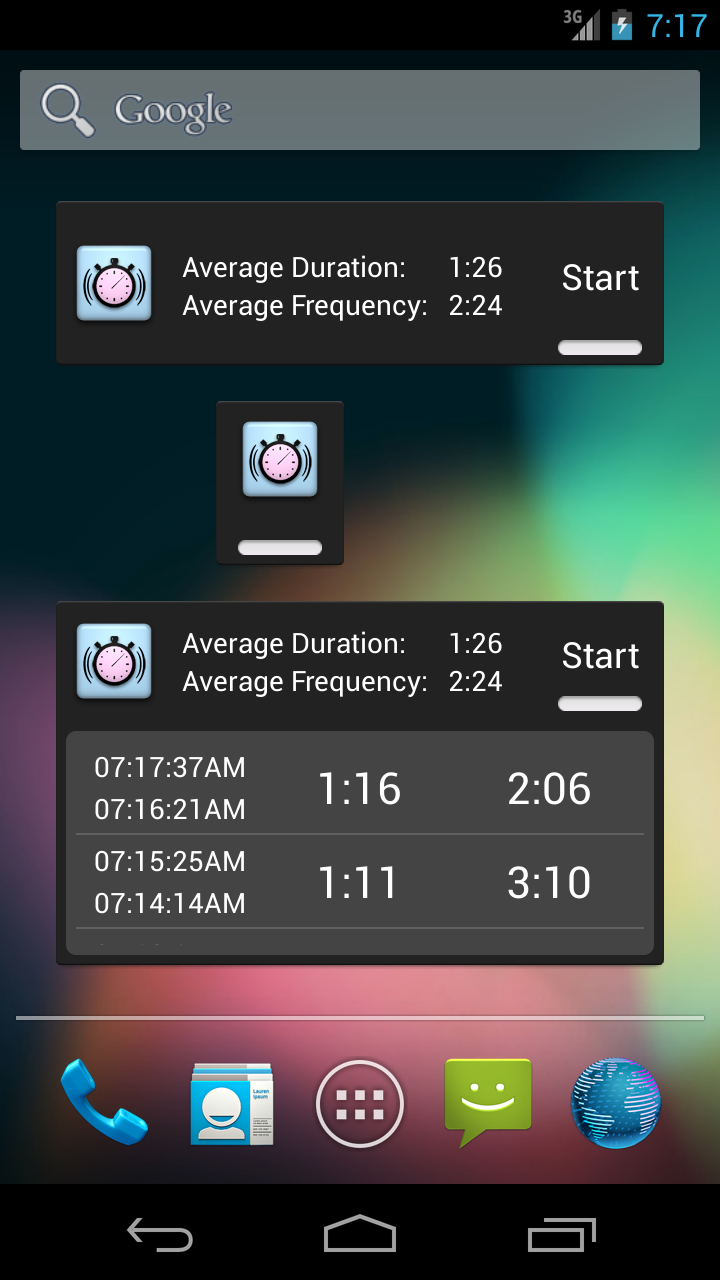 3G 7:17
Google
Average Duration: 1:26
Average Frequency: 2:24
Start
Average Duration: 1:26
Average Frequency: 2:24
Start
07:17:37AM
07:16:21AM
1:16 2:06
07:15:25AM
07:14:14AM
1:11 3:10
Lauren
Ipsum